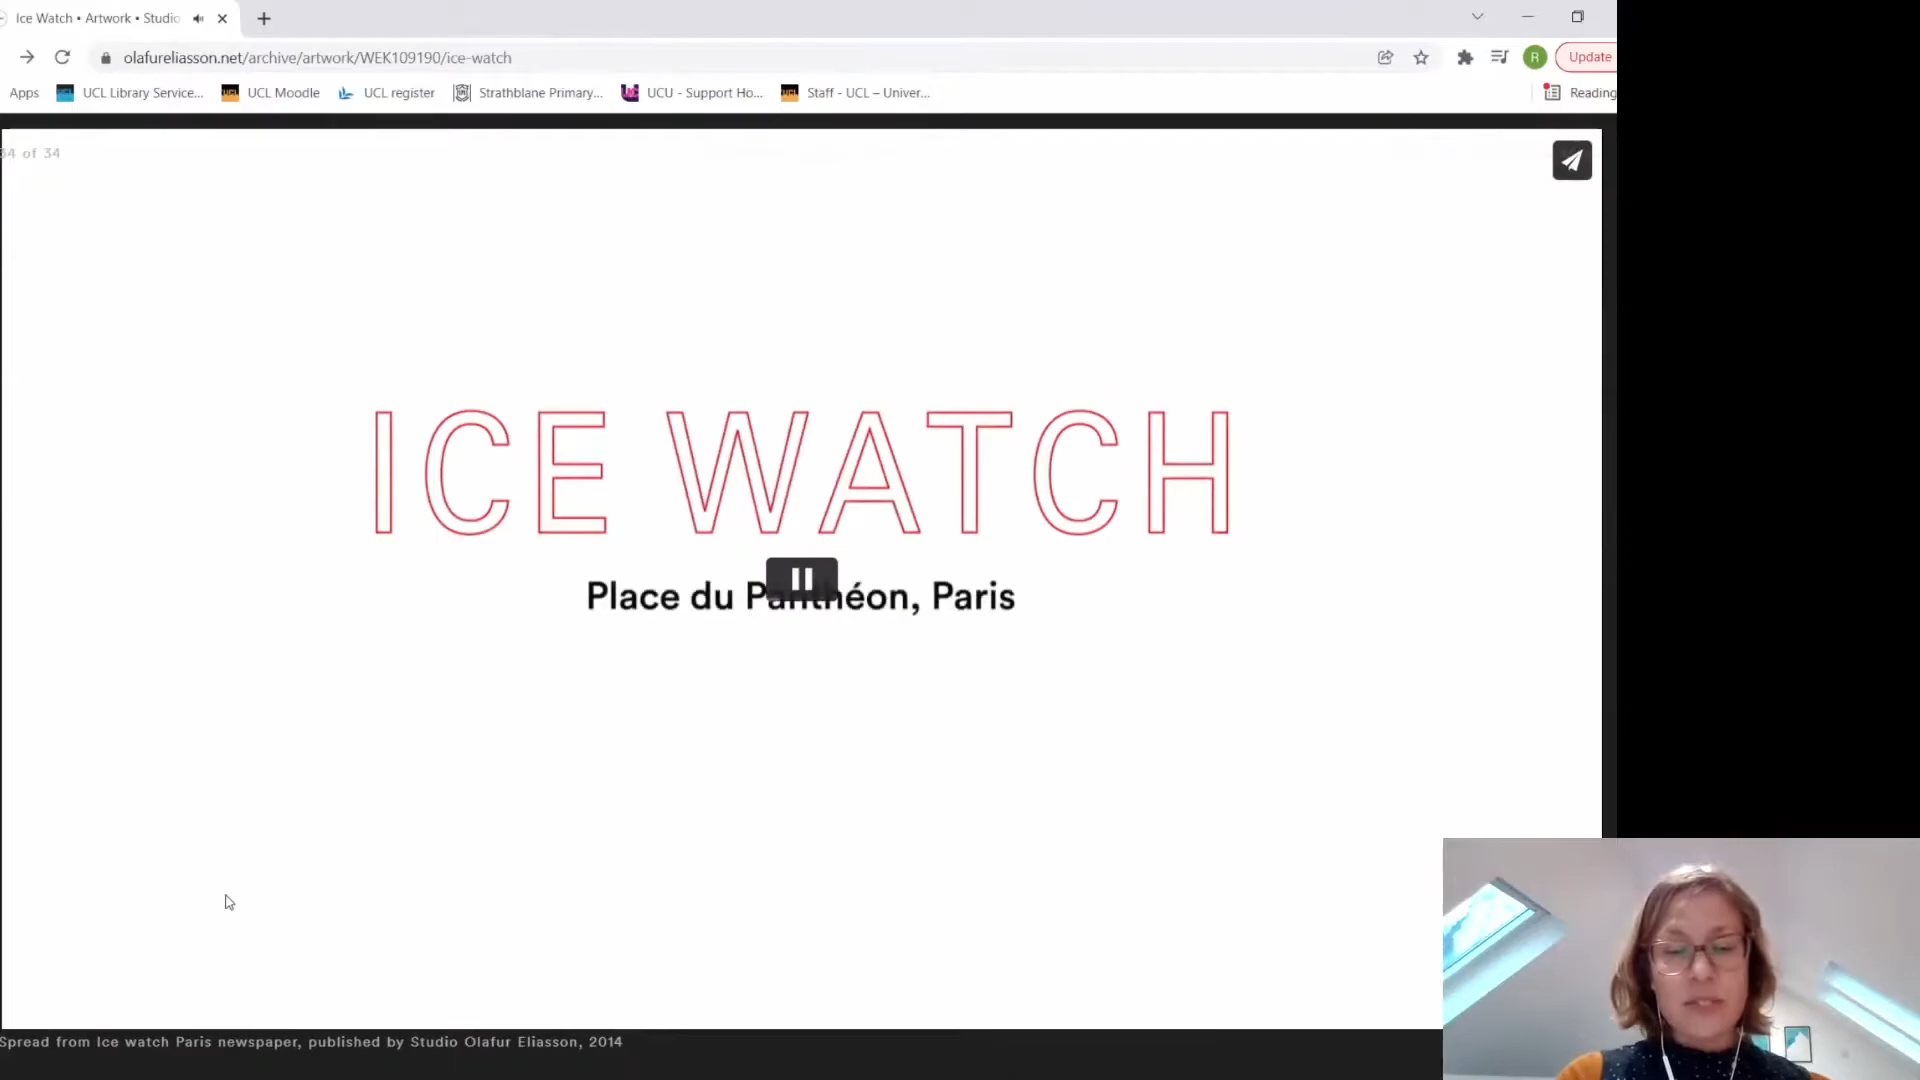 Ice Watch • Artwork • Studio
olafureliasson.net/archive/artwork/WEK109190/ice-watch
R
Update
Apps
UCL Library Service...
UCL Moodle
UCL register
Strathblane Primary...
UCU - Support Ho...
Staff - UCL – Univer...
Reading
34 of 34
ICE WATCH
Place du Panthéon, Paris
Spread from Ice watch Paris newspaper, published by Studio Olafur Eliasson, 2014